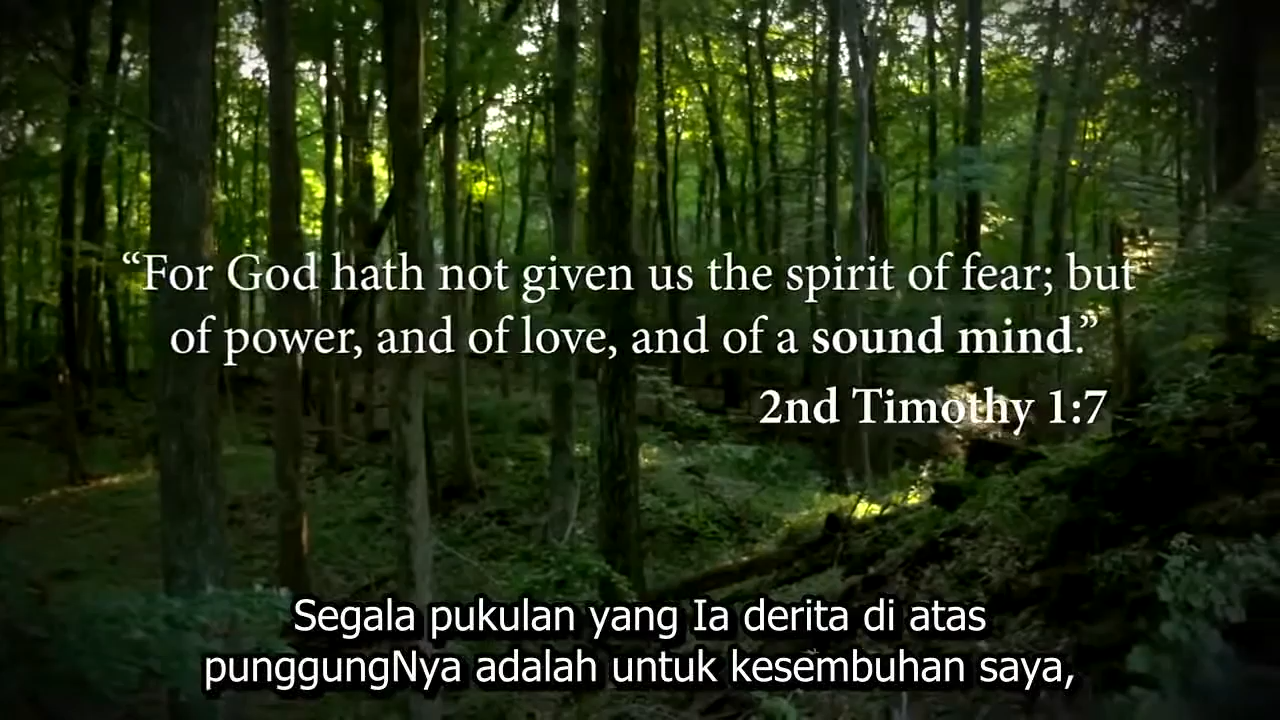 “For God hath not given us the spirit of fear; but
of power, and of love, and of a sound mind.”
2nd Timothy 1:7
Segala pukulan yang Ia derita di atas
punggungNya adalah untuk kesembuhan saya,